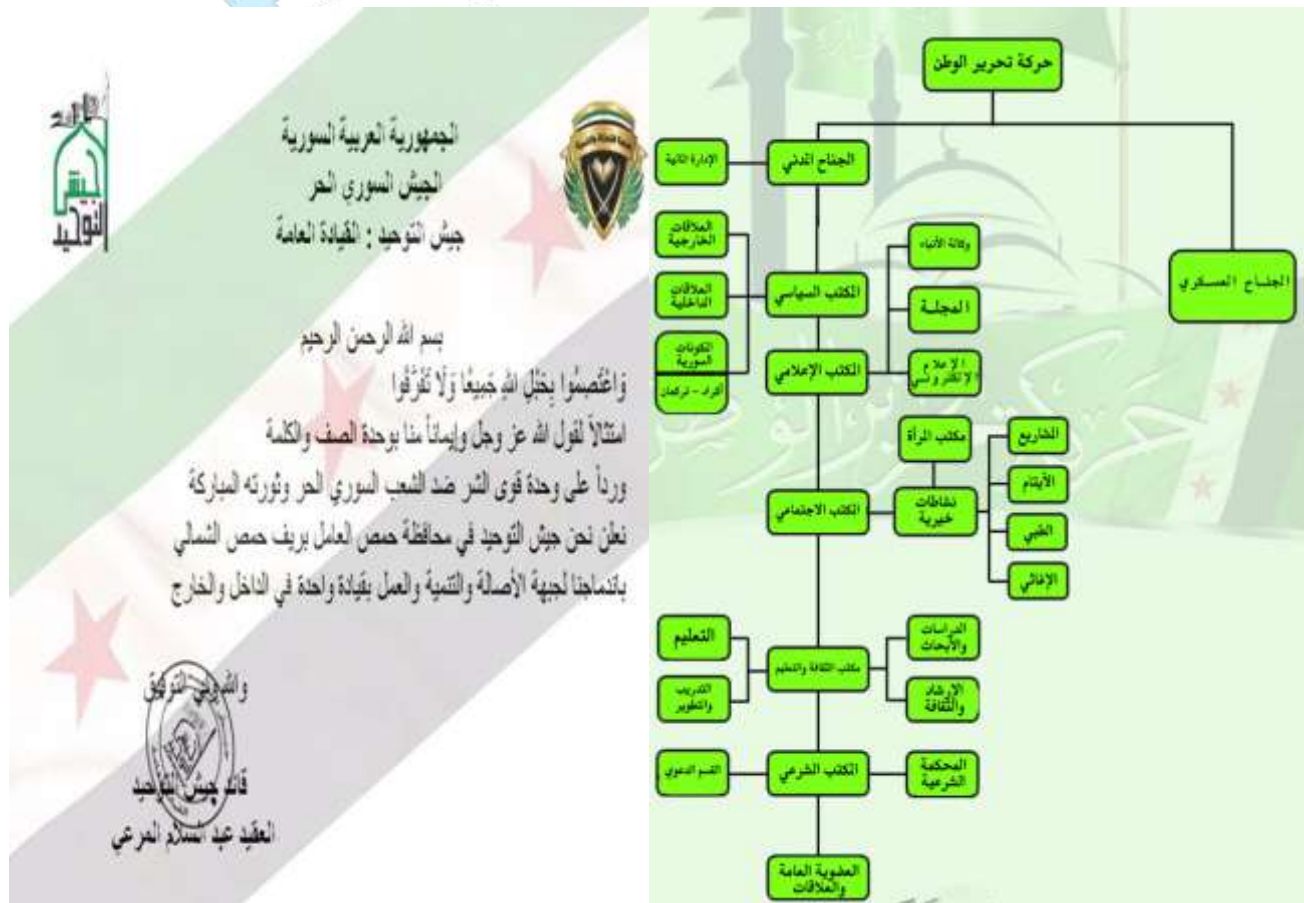 الجمهورية العربية السورية
الجيش السوري الحر
جيش التوحيد : القيادة العامة
جيش
التوحيد
بسم الله الرحمن الرحيم
وَاعْتَصِمُوا بِحَبْلِ اللهِ جَمِيعًا وَلَا تَفَرَّقُوا
امتثالاً لقول الله عز وجل وإيماناً منا بوحدة الصف والكلمة
ورداً على وحدة قوى الشر ضد الشعب السوري الحر وثورته المباركة
نعلن نحن جيش التوحيد في محافظة حمص العامل بريف حمص الشمالي
باندماجنا لجبهة الأصالة والتنمية والعمل بقيادة واحدة في الداخل والخارج
والله ولي التوفيق
قائد جيش التوحيد
العقيد عبد السلام المرعي
حركة تحرير الوطن
الجناح المدني
الإدارة المالية
الجناح العسكري
المكتب السياسي
العلاقات
الخارجية
العلاقات
الداخلية
المكونات
السورية
أكراد - تركمان
المكتب الإعلامي
وكالة الأنباء
المجلة
الإعلام
الإلكتروني
المكتب الاجتماعي
مكتب المرأة
نشاطات
خيرية
المشاريع
الأيتام
الطبي
الإغاثي
مكتب الثقافة والتعليم
التعليم
التدريب
والتطوير
الدراسات
والأبحاث
الإرشاد
والثقافة
المكتب الشرعي
القسم الدعوي
المحكمة
الشرعية
العضوية العامة
والعلاقات